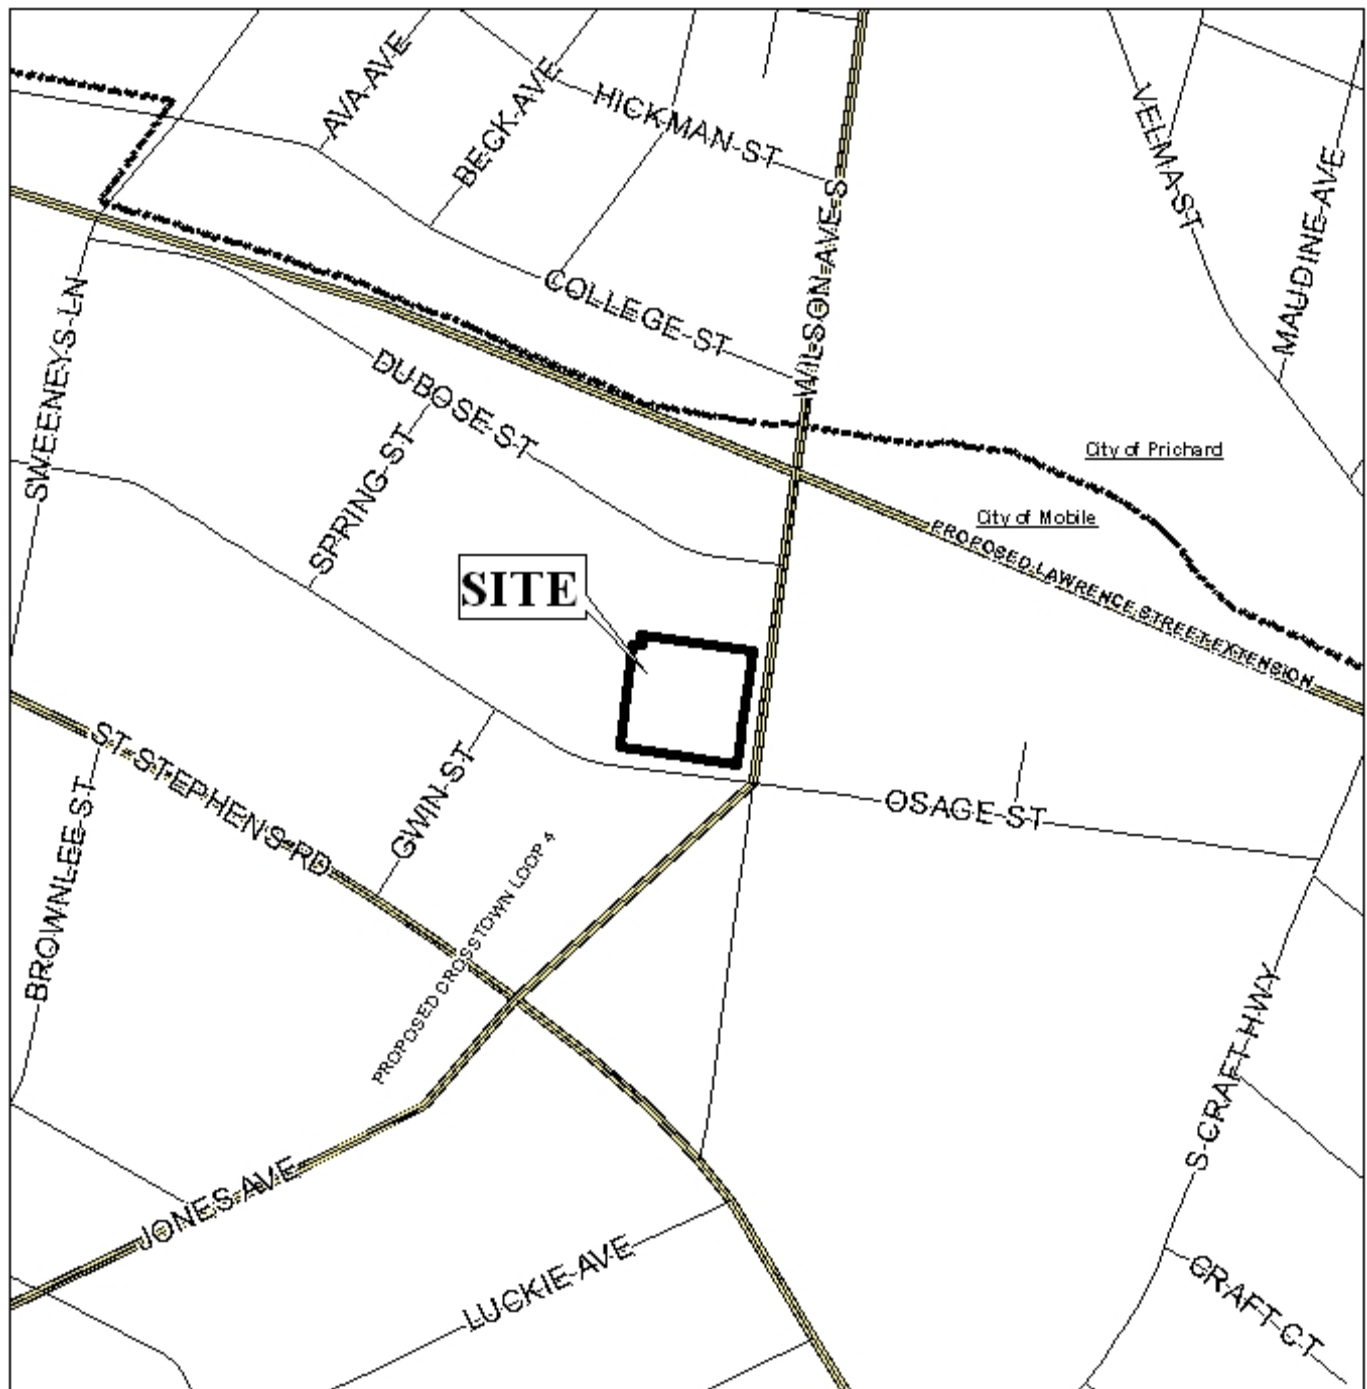 AVA AVE
BECK AVE
HICKMAN ST
VELMA ST
MAUDINE AVE
WILSON AVE S
COLLEGE ST
SWEENEYS LN
DUBOSE ST
SPRING ST
City of Prichard
City of Mobile
PROPOSED LAWRENCE STREET EXTENSION
SITE
ST STEPHENS RD
GWIN ST
OSAGE ST
BROWNLEE ST
PROPOSED CROSSTOWN LOOP 4
S CRAFT HWY
JONES AVE
LUCKIE AVE
CRAFT CT